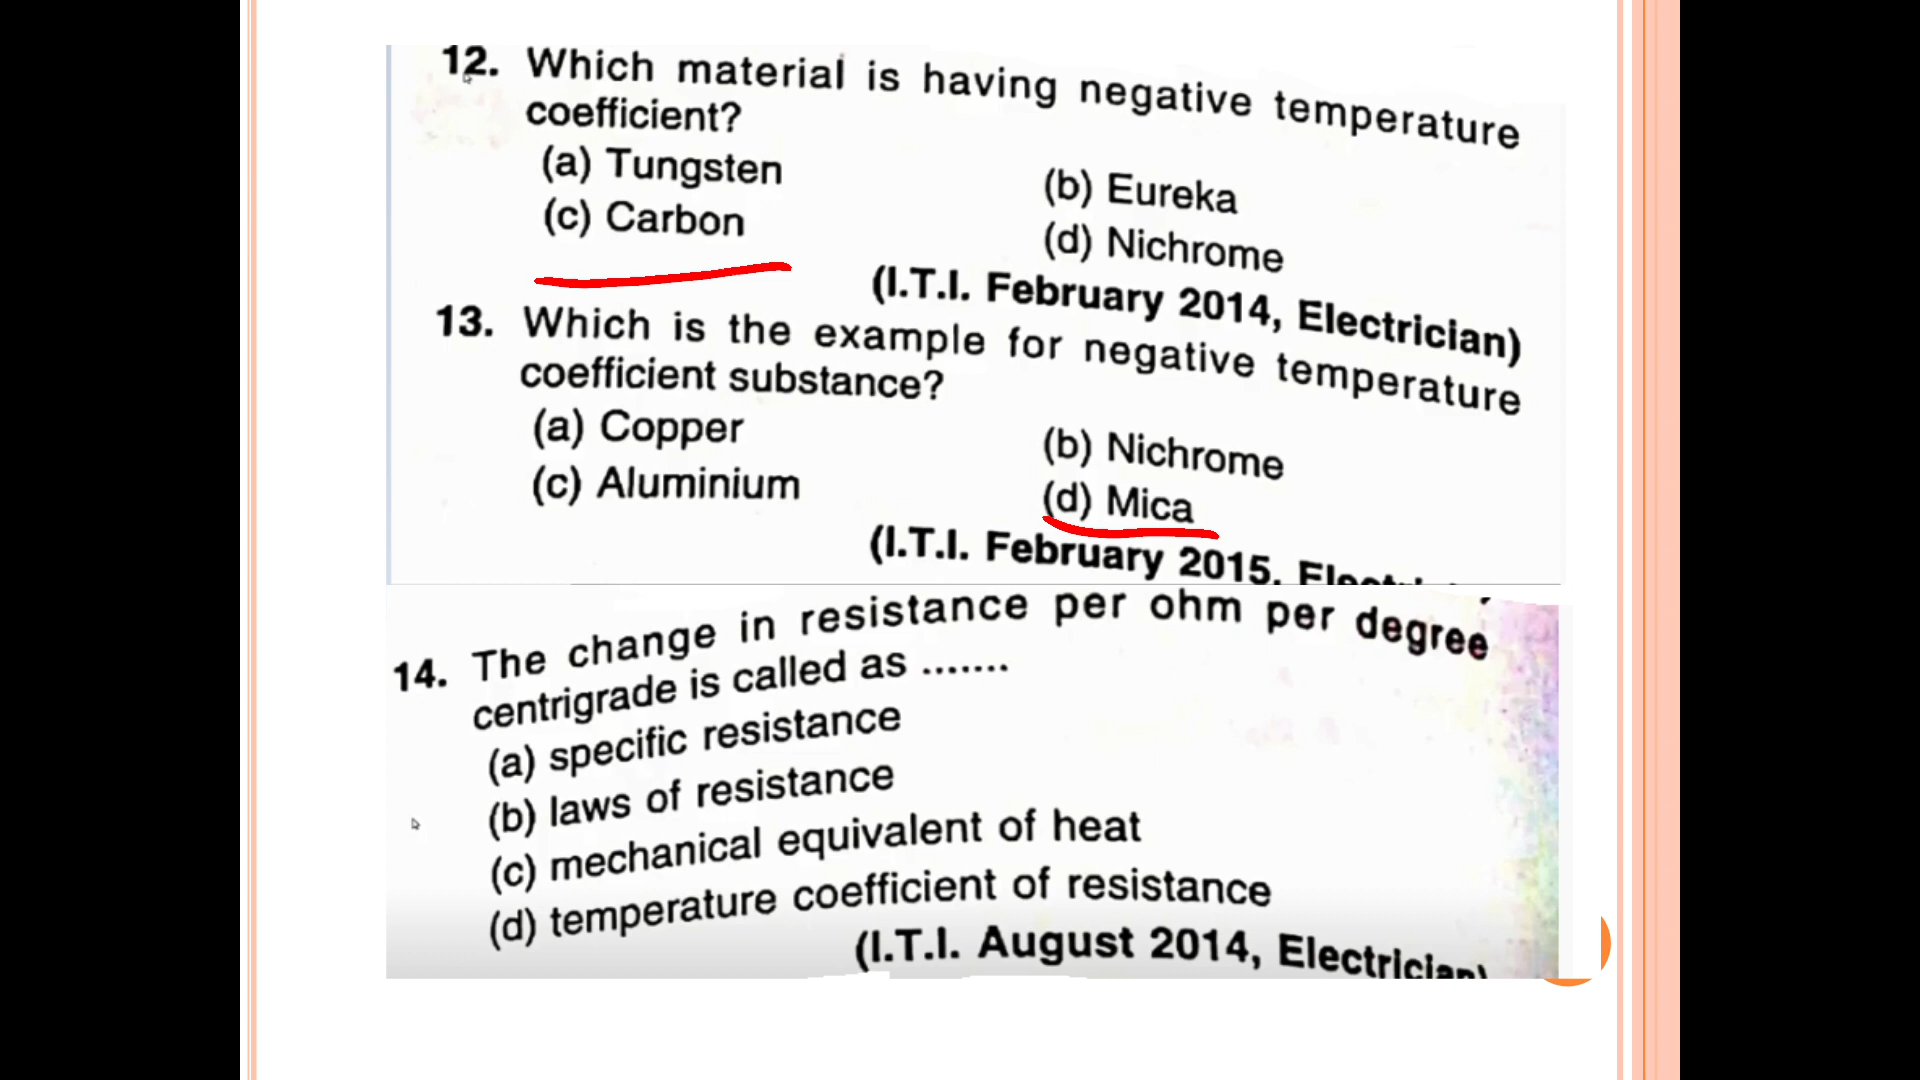 12. Which material is having negative temperature
coefficient?
(a) Tungsten
(b) Eureka
(c) Carbon
(d) Nichrome
(I.T.I. February 2014, Electrician)
13. Which is the example for negative temperature
coefficient substance?
(a) Copper
(b) Nichrome
(c) Aluminium
(d) Mica
(I.T.I. February 2015,
14. The change in resistance per ohm per degree
centrigrade is called as .......
(a) specific resistance
(b) laws of resistance
(c) mechanical equivalent of heat
(d) temperature coefficient of resistance
(I.T.I. August 2014, Electrician)